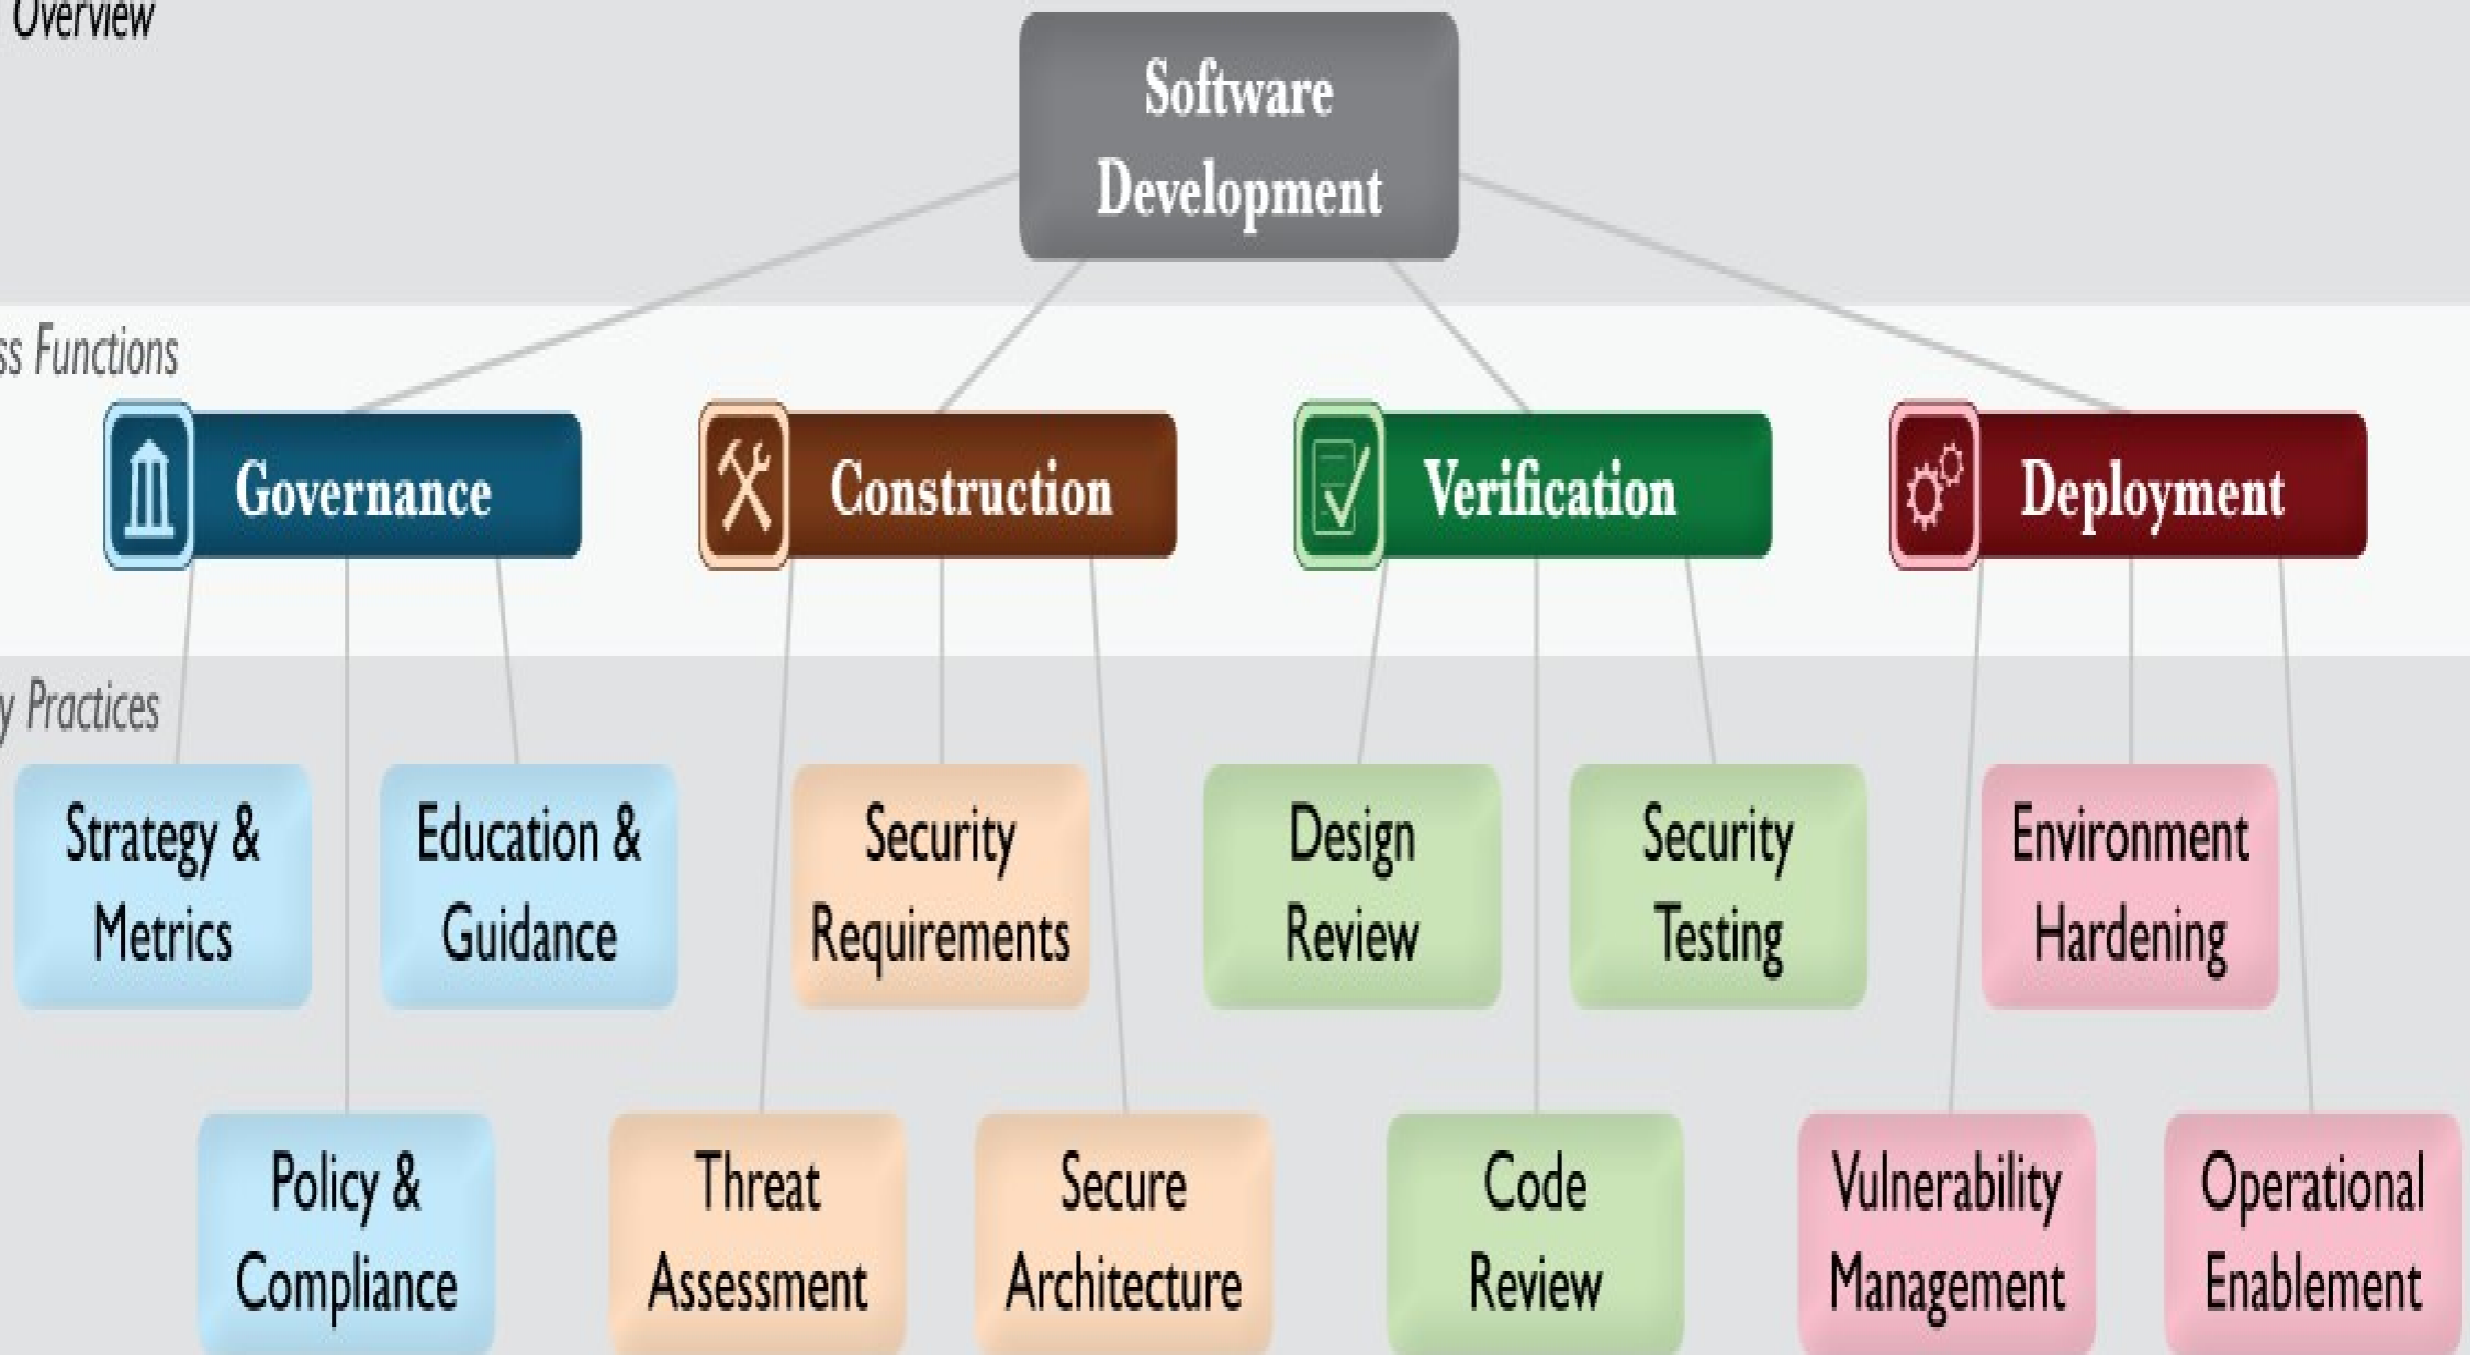 Overview
Software
Development
ss Functions
Governance
Construction
Verification
Deployment
y Practices
Strategy &
Metrics
Education &
Guidance
Security
Requirements
Design
Review
Security
Testing
Environment
Hardening
Policy &
Compliance
Threat
Assessment
Secure
Architecture
Code
Review
Vulnerability
Management
Operational
Enablement